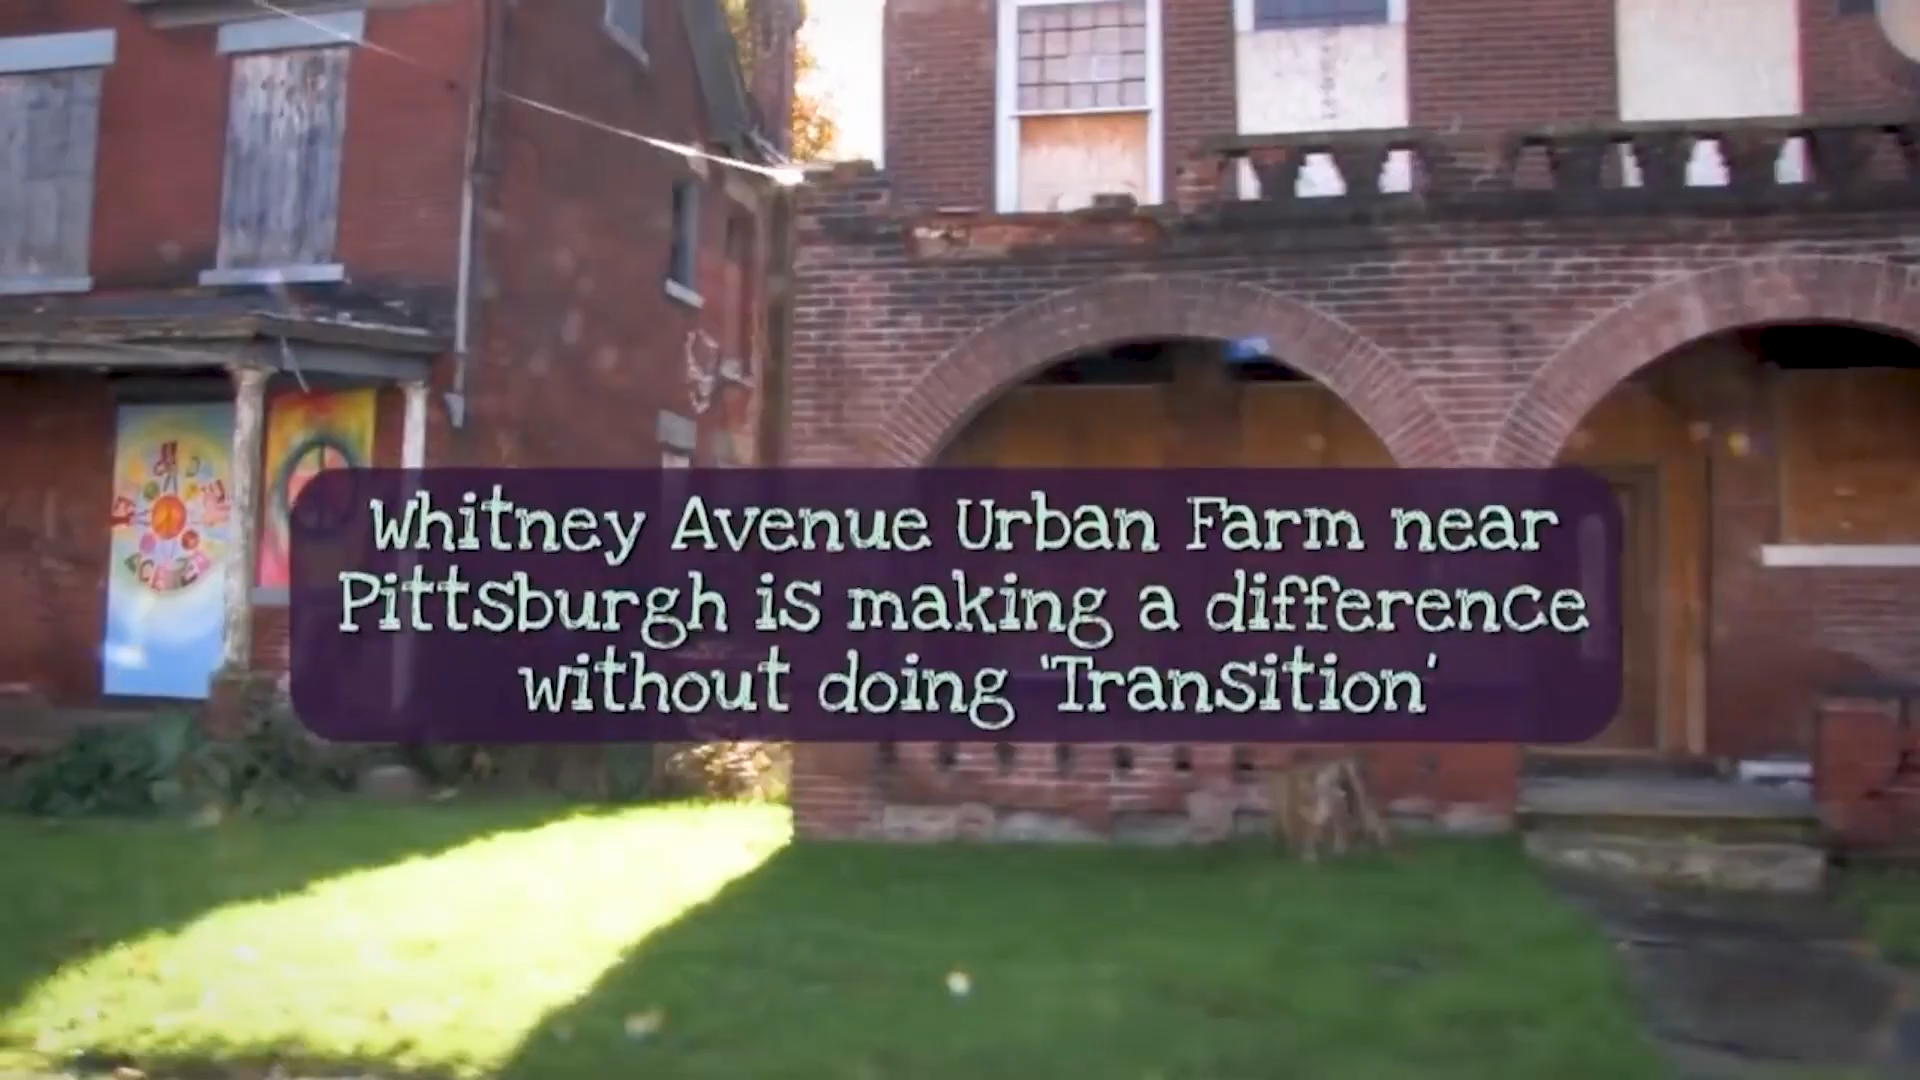 Whitney Avenue Urban Farm near
Pittsburgh is making a difference
without doing 'Transition'